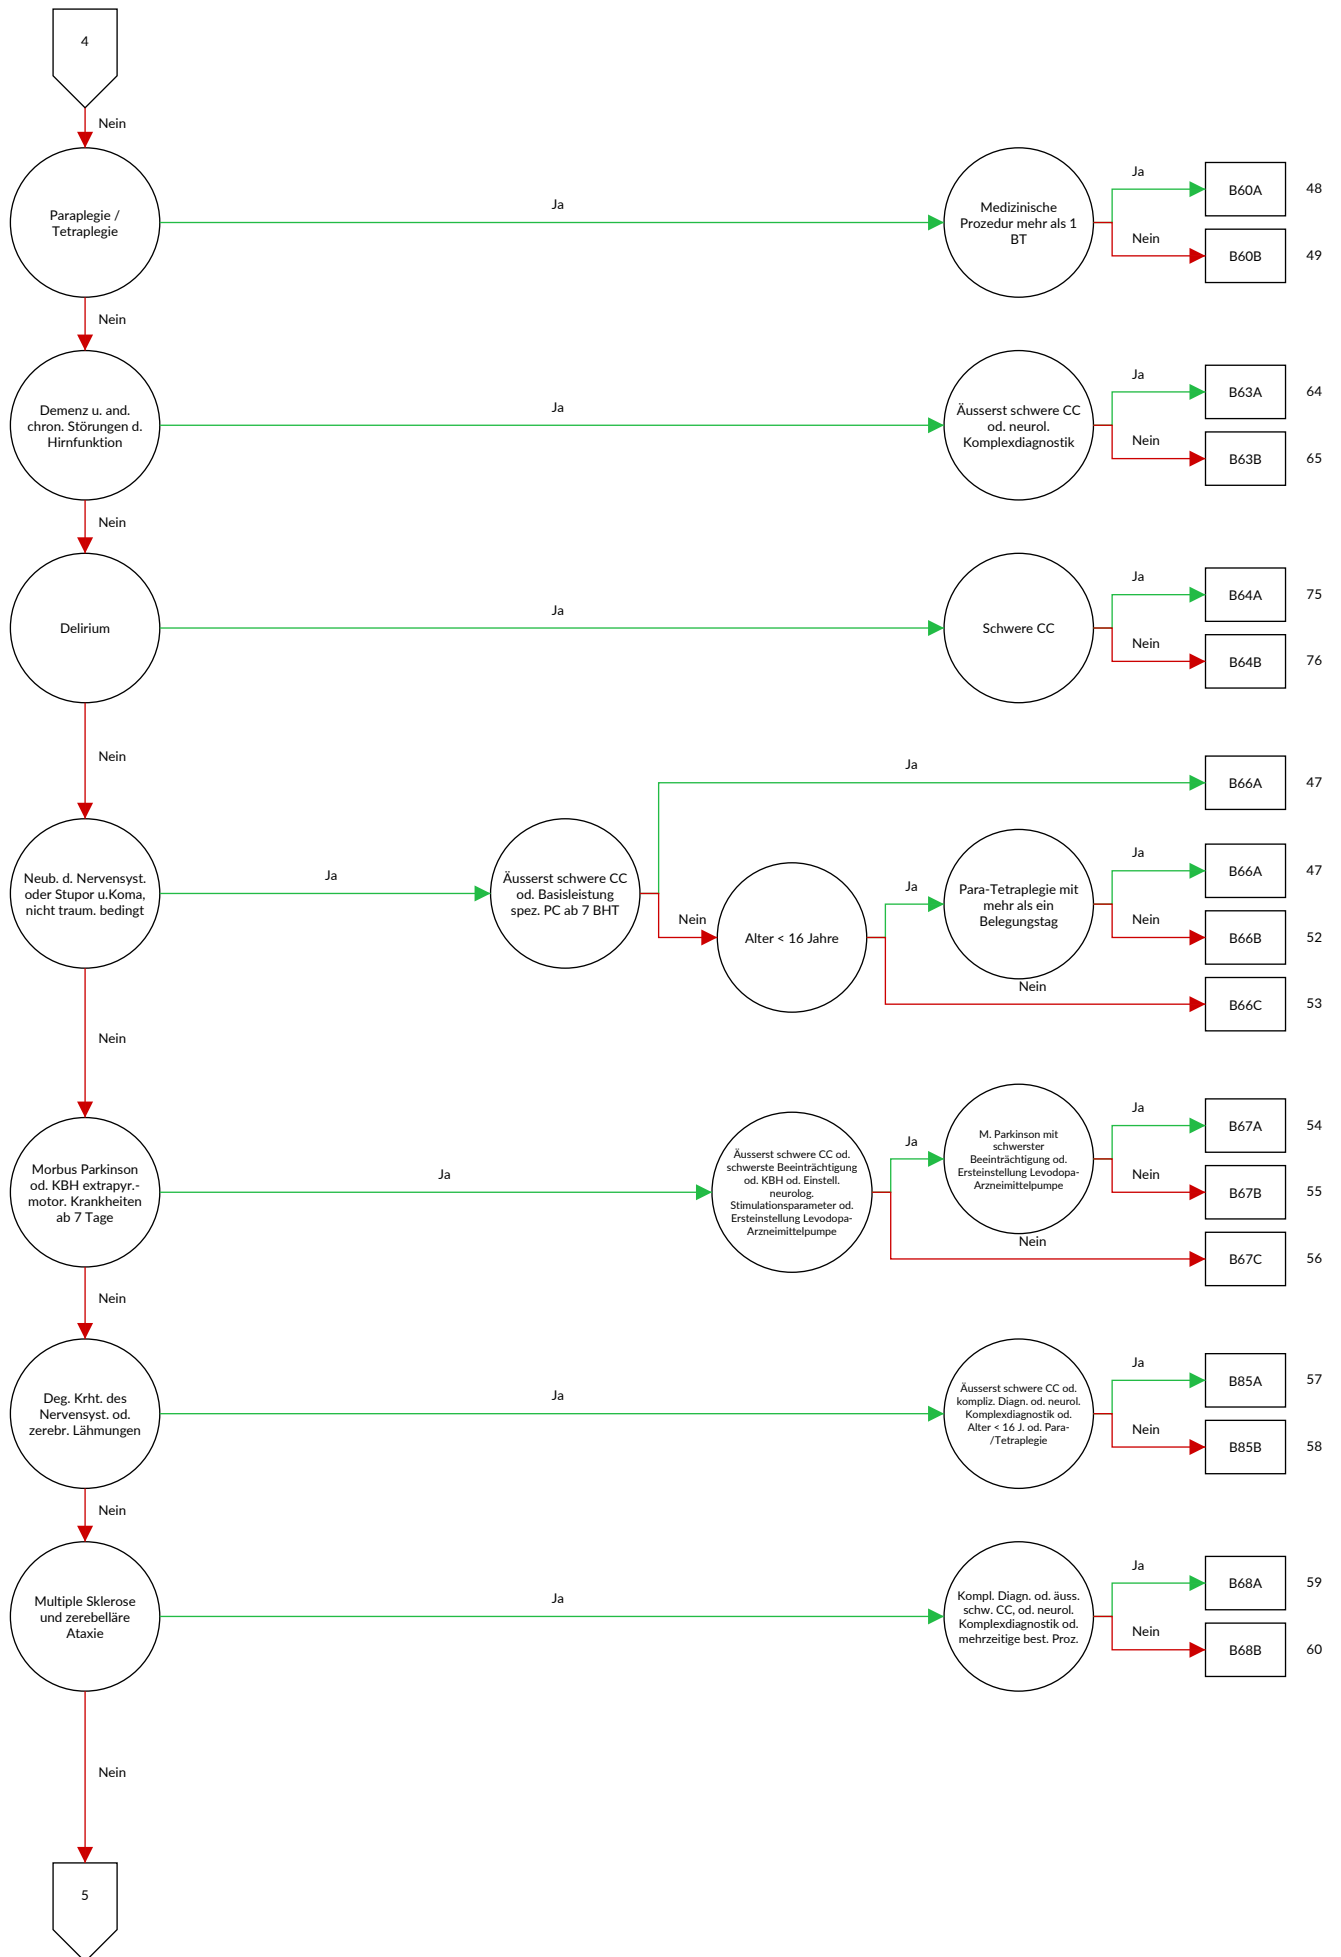 4
Nein
Paraplegie /
Tetraplegie
Ja
Medizinische
Prozedur mehr als 1
BT
Ja
B60A
48
Nein
B60B
49
Nein
Demenz u. and.
chron. Störungen d.
Hirnfunktion
Ja
Äusserst schwere CC
od. neurol.
Komplexdiagnostik
Ja
B63A
64
Nein
B63B
65
Nein
Delirium
Ja
Schwere CC
Ja
B64A
75
Nein
B64B
76
Nein
Neub. d. Nervensyst.
oder Stupor u.Koma,
nicht traum. bedingt
Ja
Äusserst schwere CC
od. Basisleistung
spez. PC ab 7 BHT
Ja
B66A
47
Nein
Alter < 16 Jahre
Ja
Para-Tetraplegie mit
mehr als ein
Belegungstag
Ja
B66A
47
Nein
B66B
52
Nein
B66C
53
Nein
Morbus Parkinson
od. KBH extrapyr.-
motor. Krankheiten
ab 7 Tage
Ja
Äusserst schwere CC od.
schwerste Beeinträchtigung
od. KBH od. Einstell.
neurolog.
Stimulationsparameter od.
Ersteinstellung Levodopa-
Arzneimittelpumpe
Ja
M. Parkinson mit
schwerster
Beeinträchtigung od.
Ersteinstellung Levodopa-
Arzneimittelpumpe
Ja
B67A
54
Nein
B67B
55
Nein
B67C
56
Nein
Deg. Krht. des
Nervensyst. od.
zerebr. Lähmungen
Ja
Äusserst schwere CC od.
kompliz. Diagn. od. neurol.
Komplexdiagnostik od.
Alter < 16 J. od. Para-
/Tetraplegie
Ja
B85A
57
Nein
B85B
58
Nein
Multiple Sklerose
und zerebelläre
Ataxie
Ja
Kompl. Diagn. od. äuss.
schw. CC, od. neurol.
Komplexdiagnostik od.
mehrzeitige best. Proz.
Ja
B68A
59
Nein
B68B
60
Nein
5